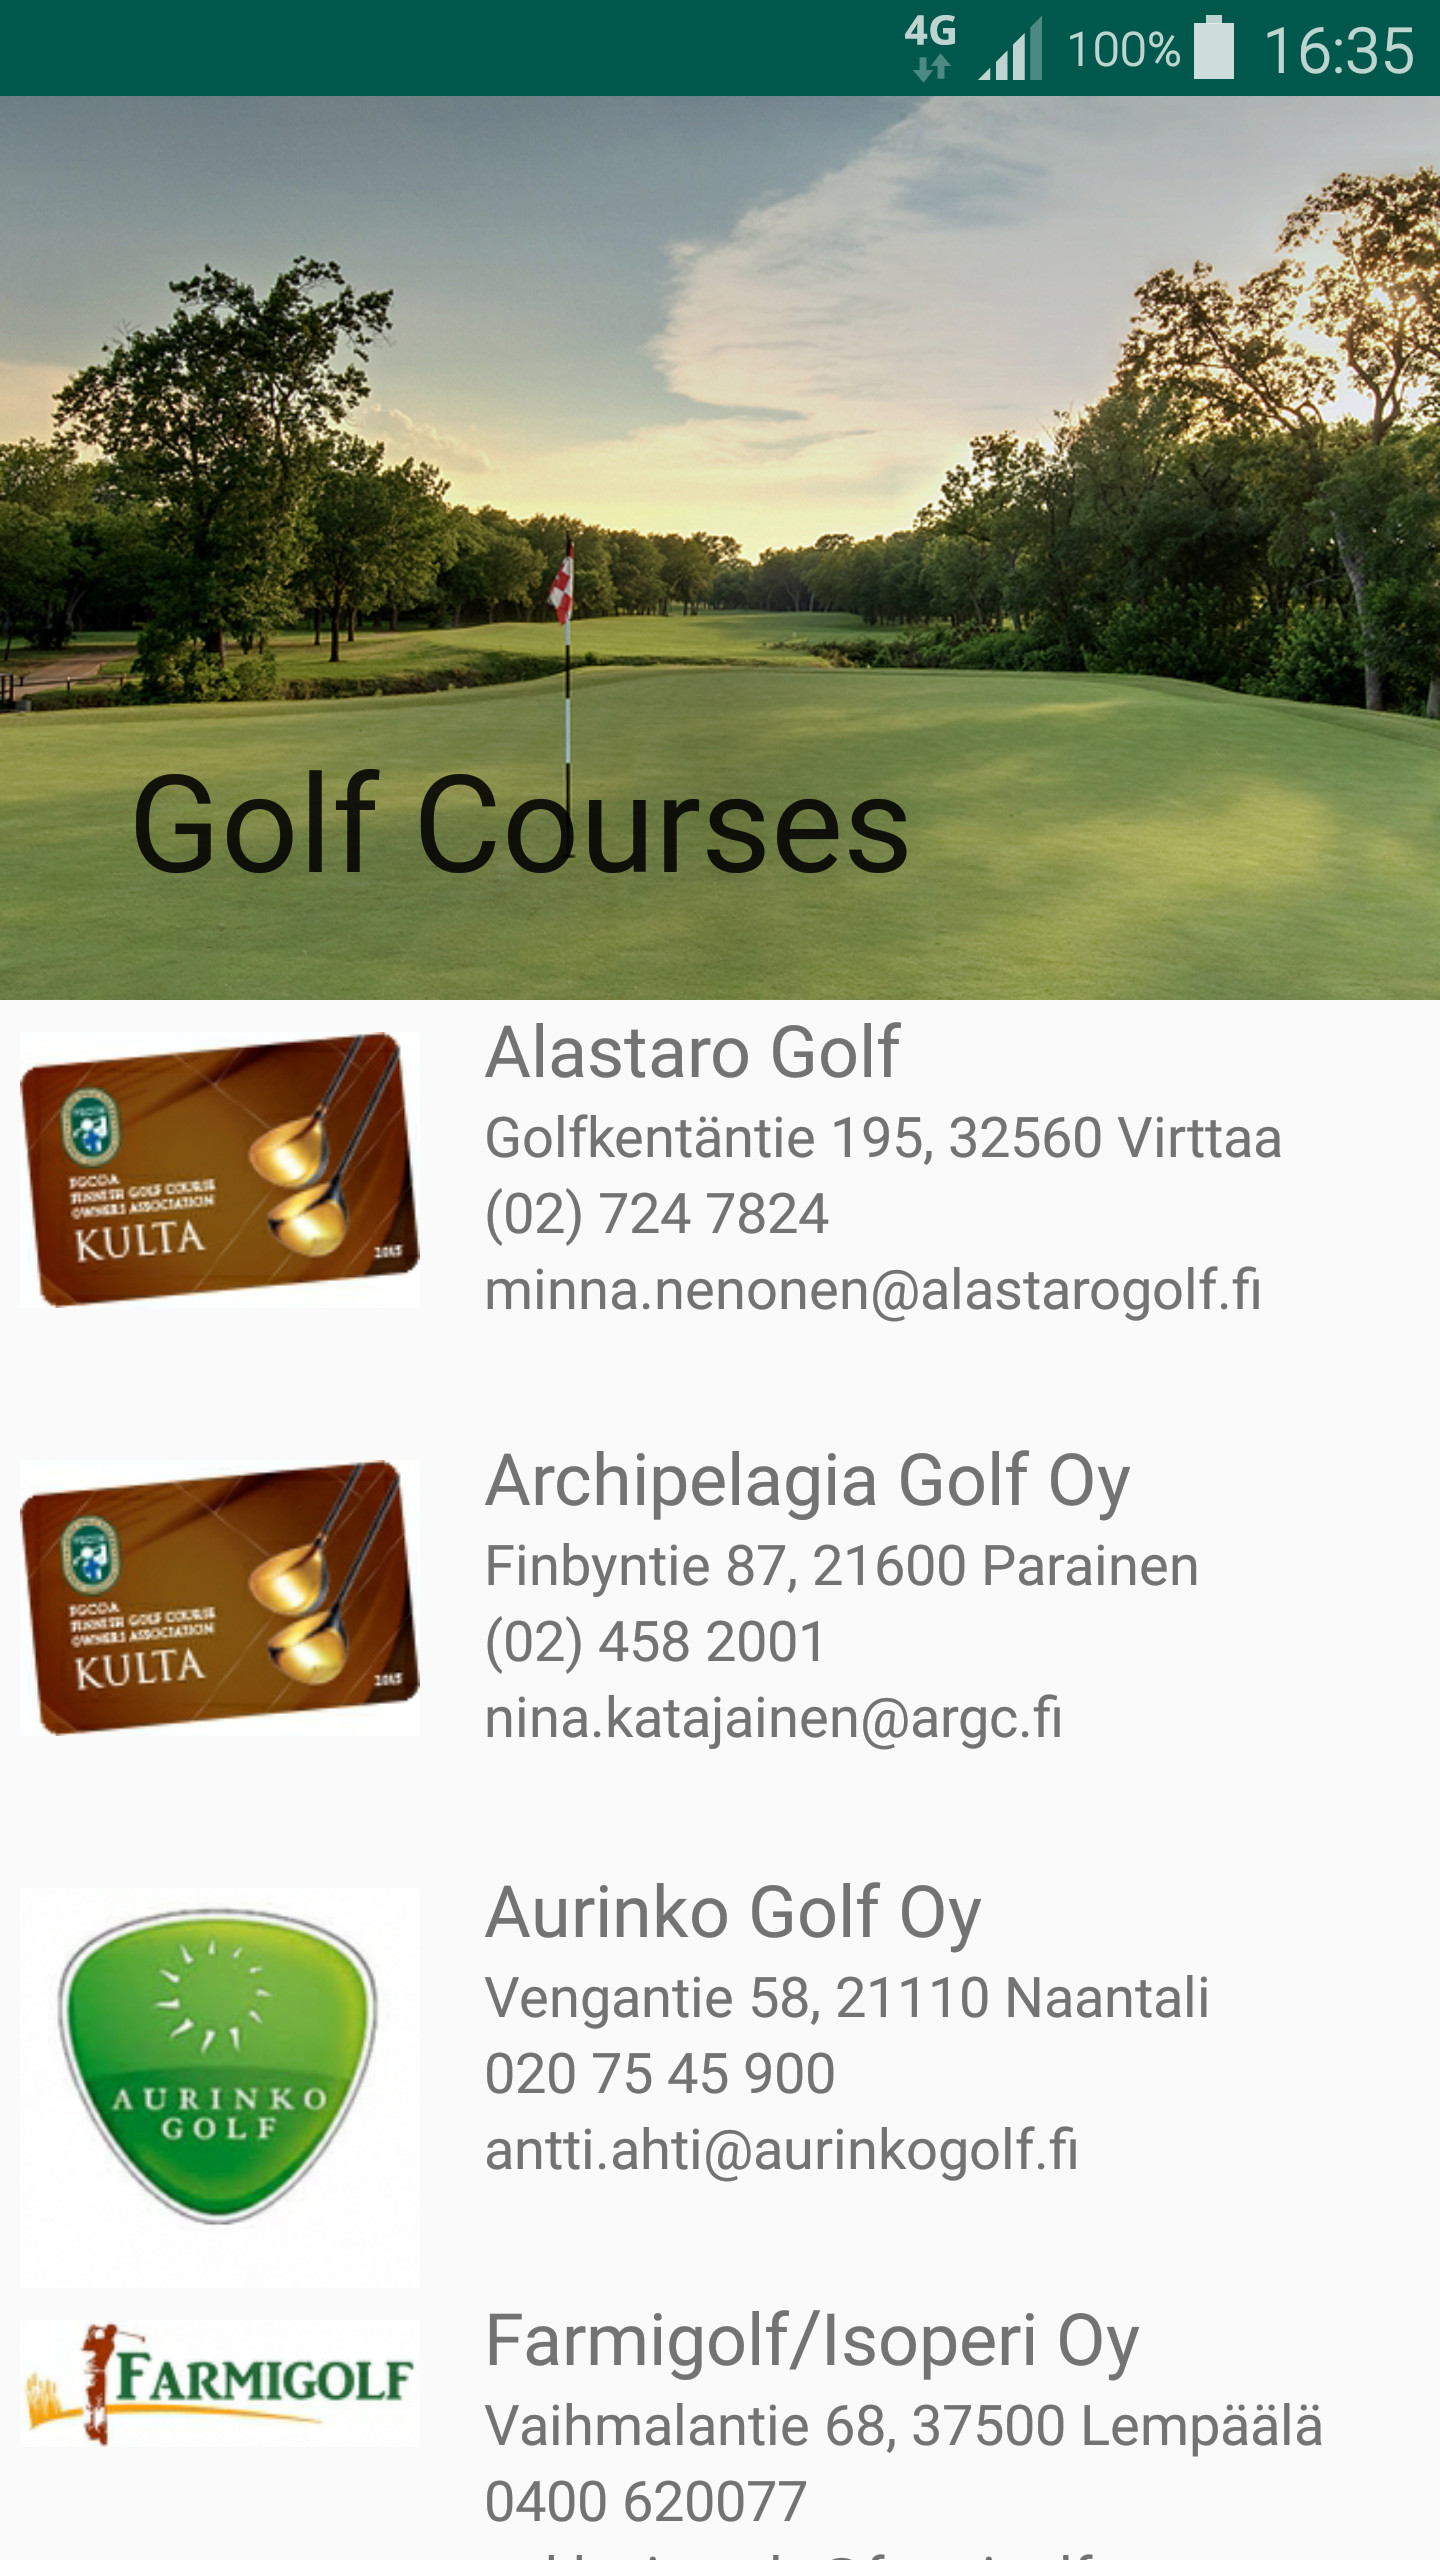 4G 100% 16:35
Golf Courses
FGCOA
FINNISH GOLF COURSE
OWNERS ASSOCIATION
KULTA
Alastaro Golf
Golfkentäntie 195, 32560 Virttaa
(02) 724 7824
minna.nenonen@alastarogolf.fi
FGCOA
FINNISH GOLF COURSE
OWNERS ASSOCIATION
KULTA
Archipelagia Golf Oy
Finbyntie 87, 21600 Parainen
(02) 458 2001
nina.katajainen@argc.fi
AURINKO
GOLF
Aurinko Golf Oy
Vengantie 58, 21110 Naantali
020 75 45 900
antti.ahti@aurinkogolf.fi
FARMIGOLF
Farmigolf/Isoperi Oy
Vaihmalantie 68, 37500 Lempäälä
0400 620077